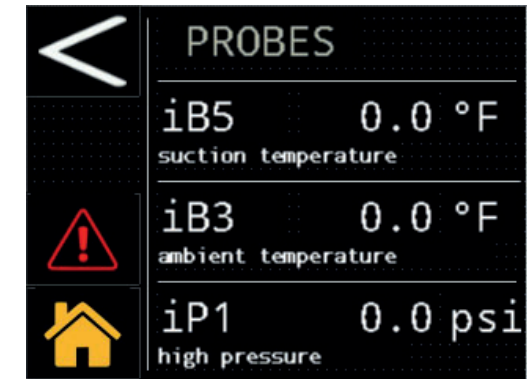 PROBES
iB5 0.0 °F
suction temperature
iB3 0.0 °F
ambient temperature
iP1 0.0 psi
high pressure